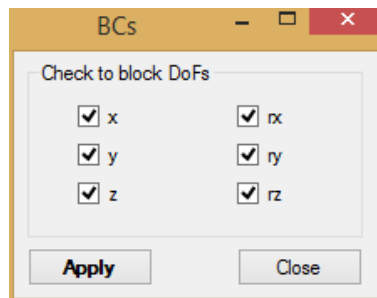 BCs
Check to block DoFs
x rx
y ry
z rz
Apply Close